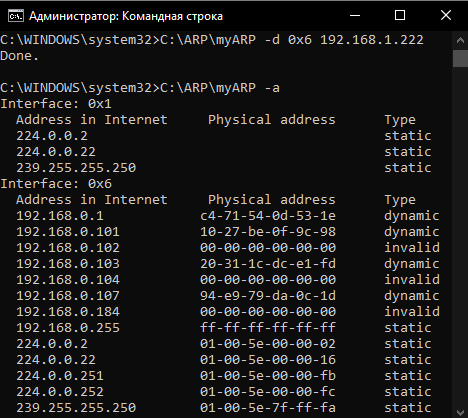 Администратор: Командная строка
C:\WINDOWS\system32>C:\ARP\myARP -d 0x6 192.168.1.222
Done.
C:\WINDOWS\system32>C:\ARP\myARP -a
Interface: 0x1
Address in Internet Physical address Type
224.0.0.2 static
224.0.0.22 static
239.255.255.250 static
Interface: 0x6
Address in Internet Physical address Type
192.168.0.1 c4-71-54-0d-53-1e dynamic
192.168.0.101 10-27-be-0f-9c-98 dynamic
192.168.0.102 00-00-00-00-00-00 invalid
192.168.0.103 20-31-1c-dc-e1-fd dynamic
192.168.0.104 00-00-00-00-00-00 invalid
192.168.0.107 94-e9-79-da-0c-1d dynamic
192.168.0.184 00-00-00-00-00-00 invalid
192.168.0.255 ff-ff-ff-ff-ff-ff static
224.0.0.2 01-00-5e-00-00-02 static
224.0.0.22 01-00-5e-00-00-16 static
224.0.0.251 01-00-5e-00-00-fb static
224.0.0.252 01-00-5e-00-00-fc static
239.255.255.250 01-00-5e-7f-ff-fa static